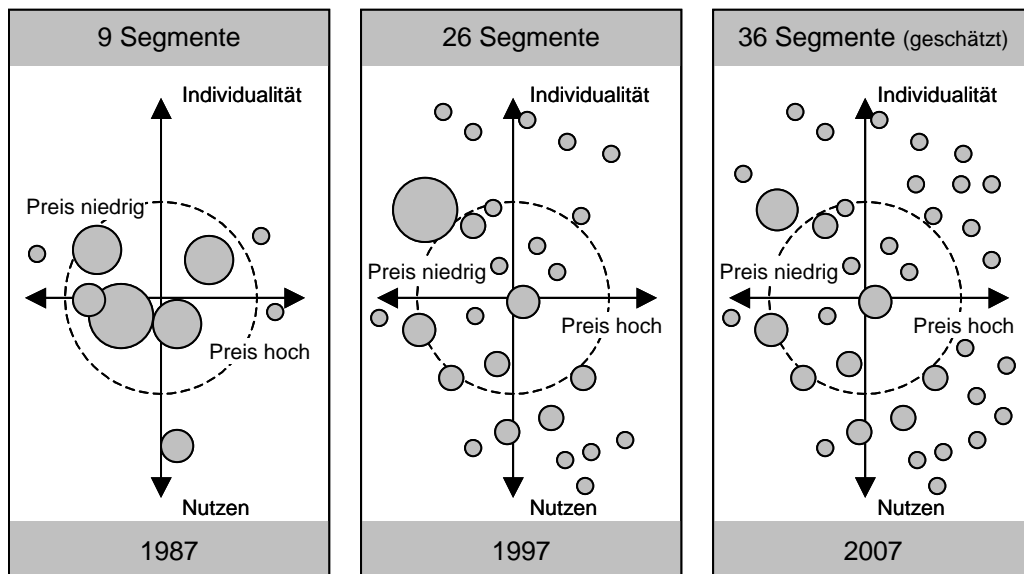 9 Segmente
Individualität
Preis niedrig
Preis hoch
Nutzen
1987
26 Segmente
Individualität
Preis niedrig
Preis hoch
Nutzen
1997
36 Segmente (geschätzt)
Individualität
Preis niedrig
Preis hoch
Nutzen
2007